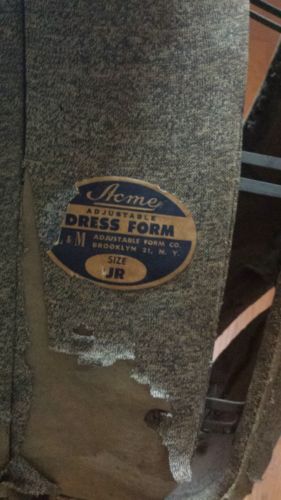 Acme
ADJUSTABLE
DRESS FORM
& M ADJUSTABLE FORM CO.
BROOKLYN 21, N. Y.
SIZE
JR